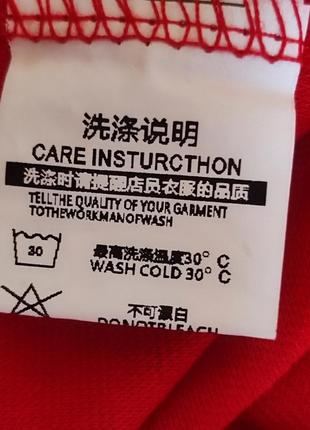 洗涤说明
CARE INSTURCTHON
洗涤时请提醒店员衣服的品质
TELLTHE QUALITY OF YOUR GARMENT
TOTHEWORKMANOFWASH
30
最高洗涤温度30° C
WASH COLD 30° C
不可漂白
DONOTBLEACH